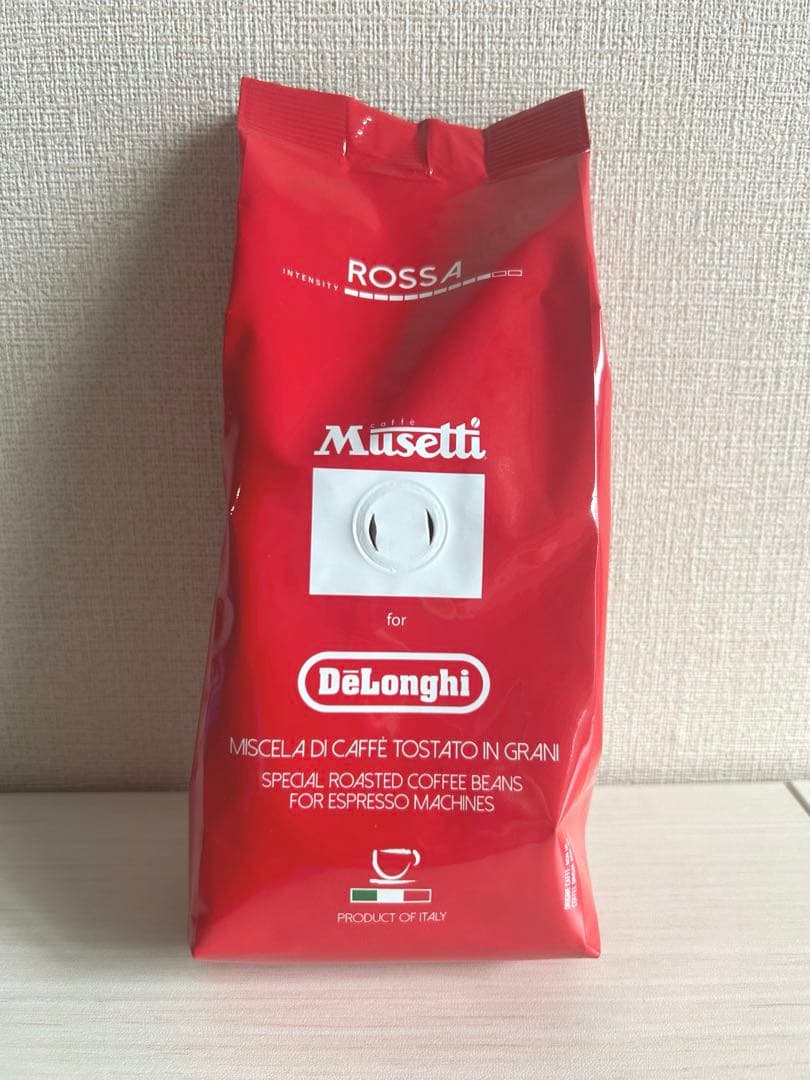 ROSSA
INTENSITY
caffè
Musetti
for
DēLonghi
MISCELA DI CAFFÈ TOSTATO IN GRANI
SPECIAL ROASTED COFFEE BEANS
FOR ESPRESSO MACHINES
PRODUCT OF ITALY